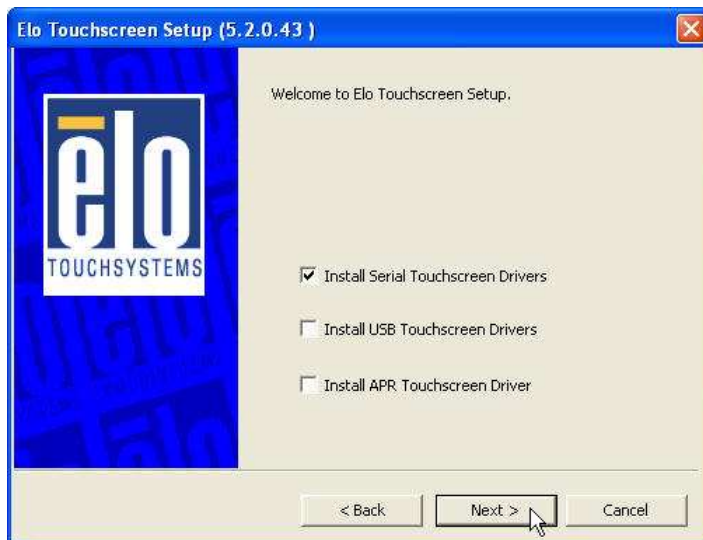 Elo Touchscreen Setup (5.2.0.43 )
elo
TOUCHSYSTEMS
Welcome to Elo Touchscreen Setup.
Install Serial Touchscreen Drivers
Install USB Touchscreen Drivers
Install APR Touchscreen Driver
< Back
Next >
Cancel